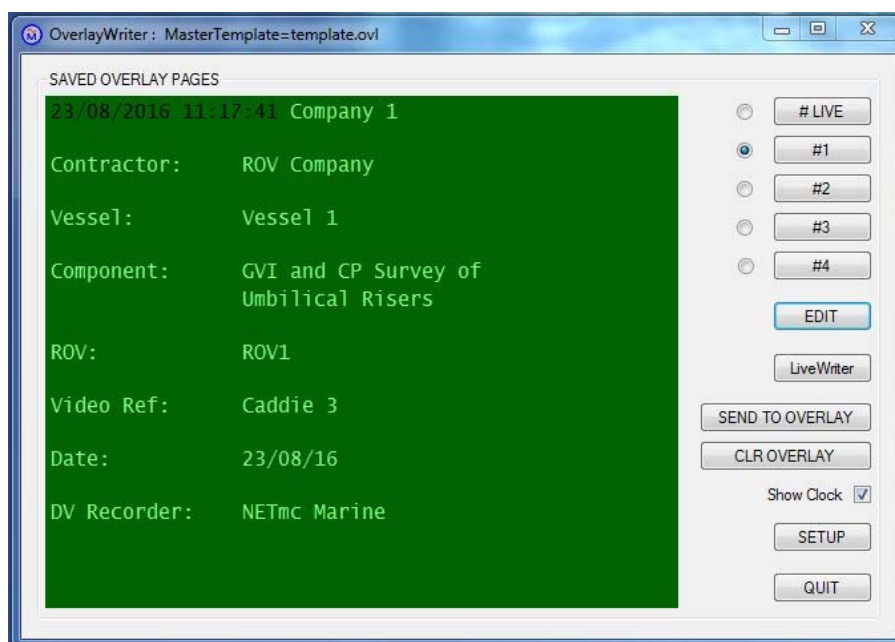 OverlayWriter : MasterTemplate=template.ovl
SAVED OVERLAY PAGES
23/08/2016 11:17:41 Company 1
Contractor: ROV Company
Vessel: Vessel 1
Component: GVI and CP Survey of
Umbilical Risers
ROV: ROV1
Video Ref: Caddie 3
Date: 23/08/16
DV Recorder: NETmc Marine
# LIVE
#1
#2
#3
#4
EDIT
LiveWriter
SEND TO OVERLAY
CLR OVERLAY
Show Clock
SETUP
QUIT